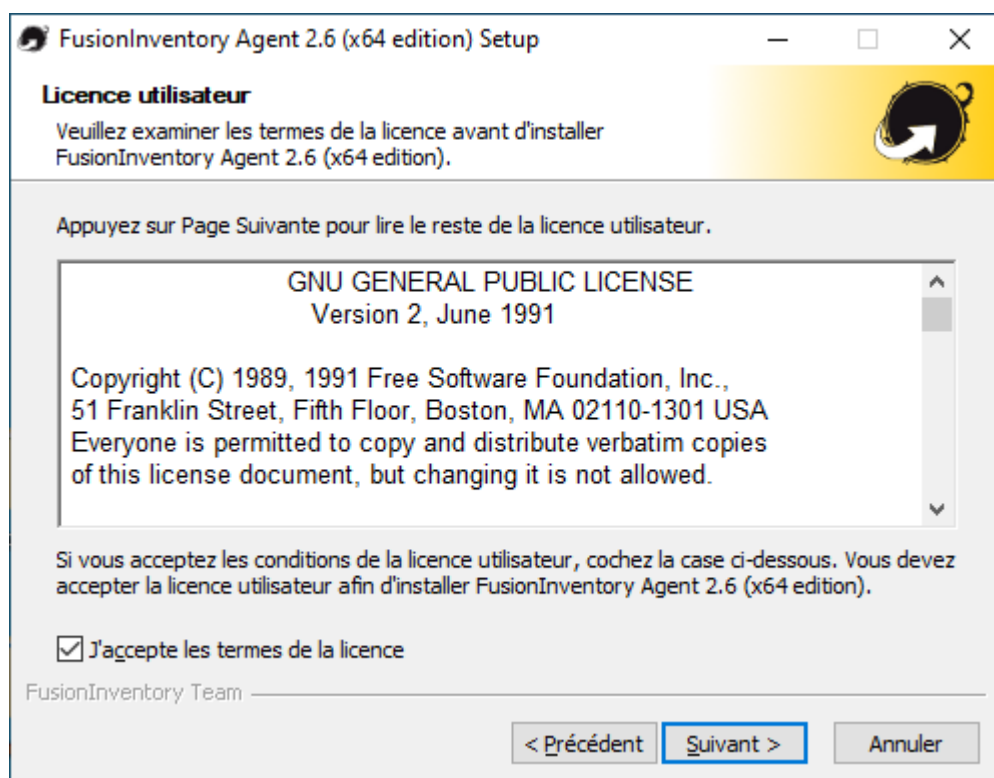 FusionInventory Agent 2.6 (x64 edition) Setup
Licence utilisateur
Veuillez examiner les termes de la licence avant d'installer
FusionInventory Agent 2.6 (x64 edition).
Appuyez sur Page Suivante pour lire le reste de la licence utilisateur.
GNU GENERAL PUBLIC LICENSE
Version 2, June 1991
Copyright (C) 1989, 1991 Free Software Foundation, Inc.,
51 Franklin Street, Fifth Floor, Boston, MA 02110-1301 USA
Everyone is permitted to copy and distribute verbatim copies
of this license document, but changing it is not allowed.
Si vous acceptez les conditions de la licence utilisateur, cochez la case ci-dessous. Vous devez
accepter la licence utilisateur afin d'installer FusionInventory Agent 2.6 (x64 edition).
J'accepte les termes de la licence
FusionInventory Team
< Précédent Suivant > Annuler